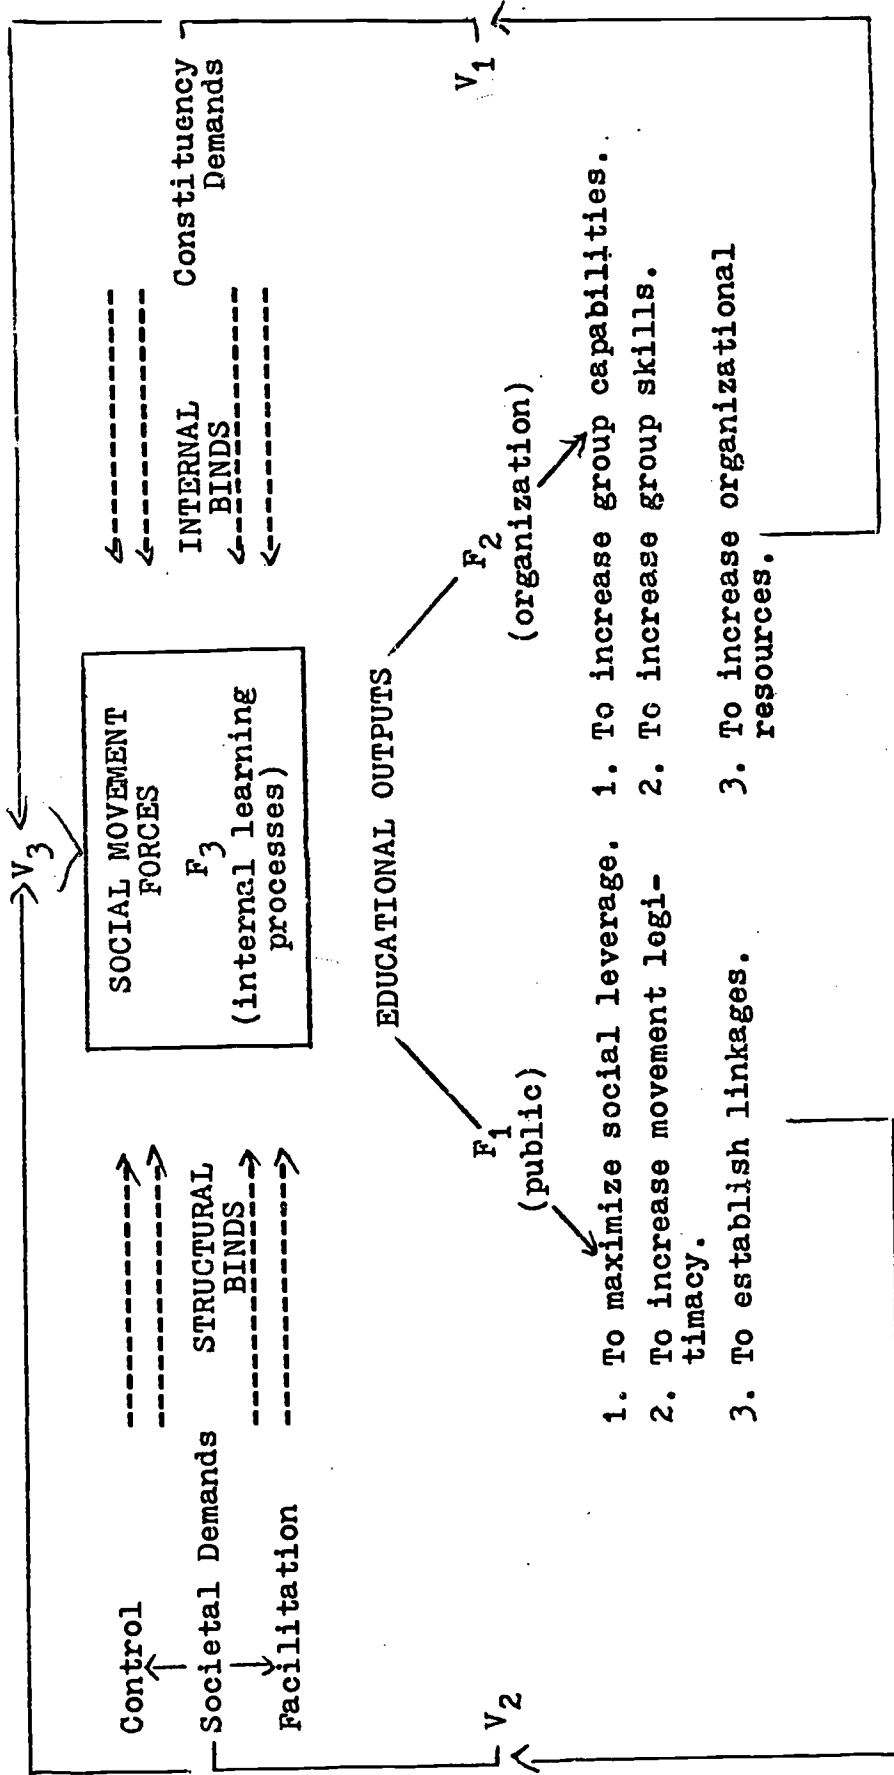 V3
Control
Societal Demands
Facilitation
STRUCTURAL
BINDS
SOCIAL MOVEMENT
FORCES
F3
(internal learning
processes)
INTERNAL
BINDS
Constituency
Demands
V2
V1
EDUCATIONAL OUTPUTS
F1
(public)
F2
(organization)
1. To maximize social leverage.
2. To increase movement legi-
timacy.
3. To establish linkages.
1. To increase group capabilities.
2. To increase group skills.
3. To increase organizational
resources.